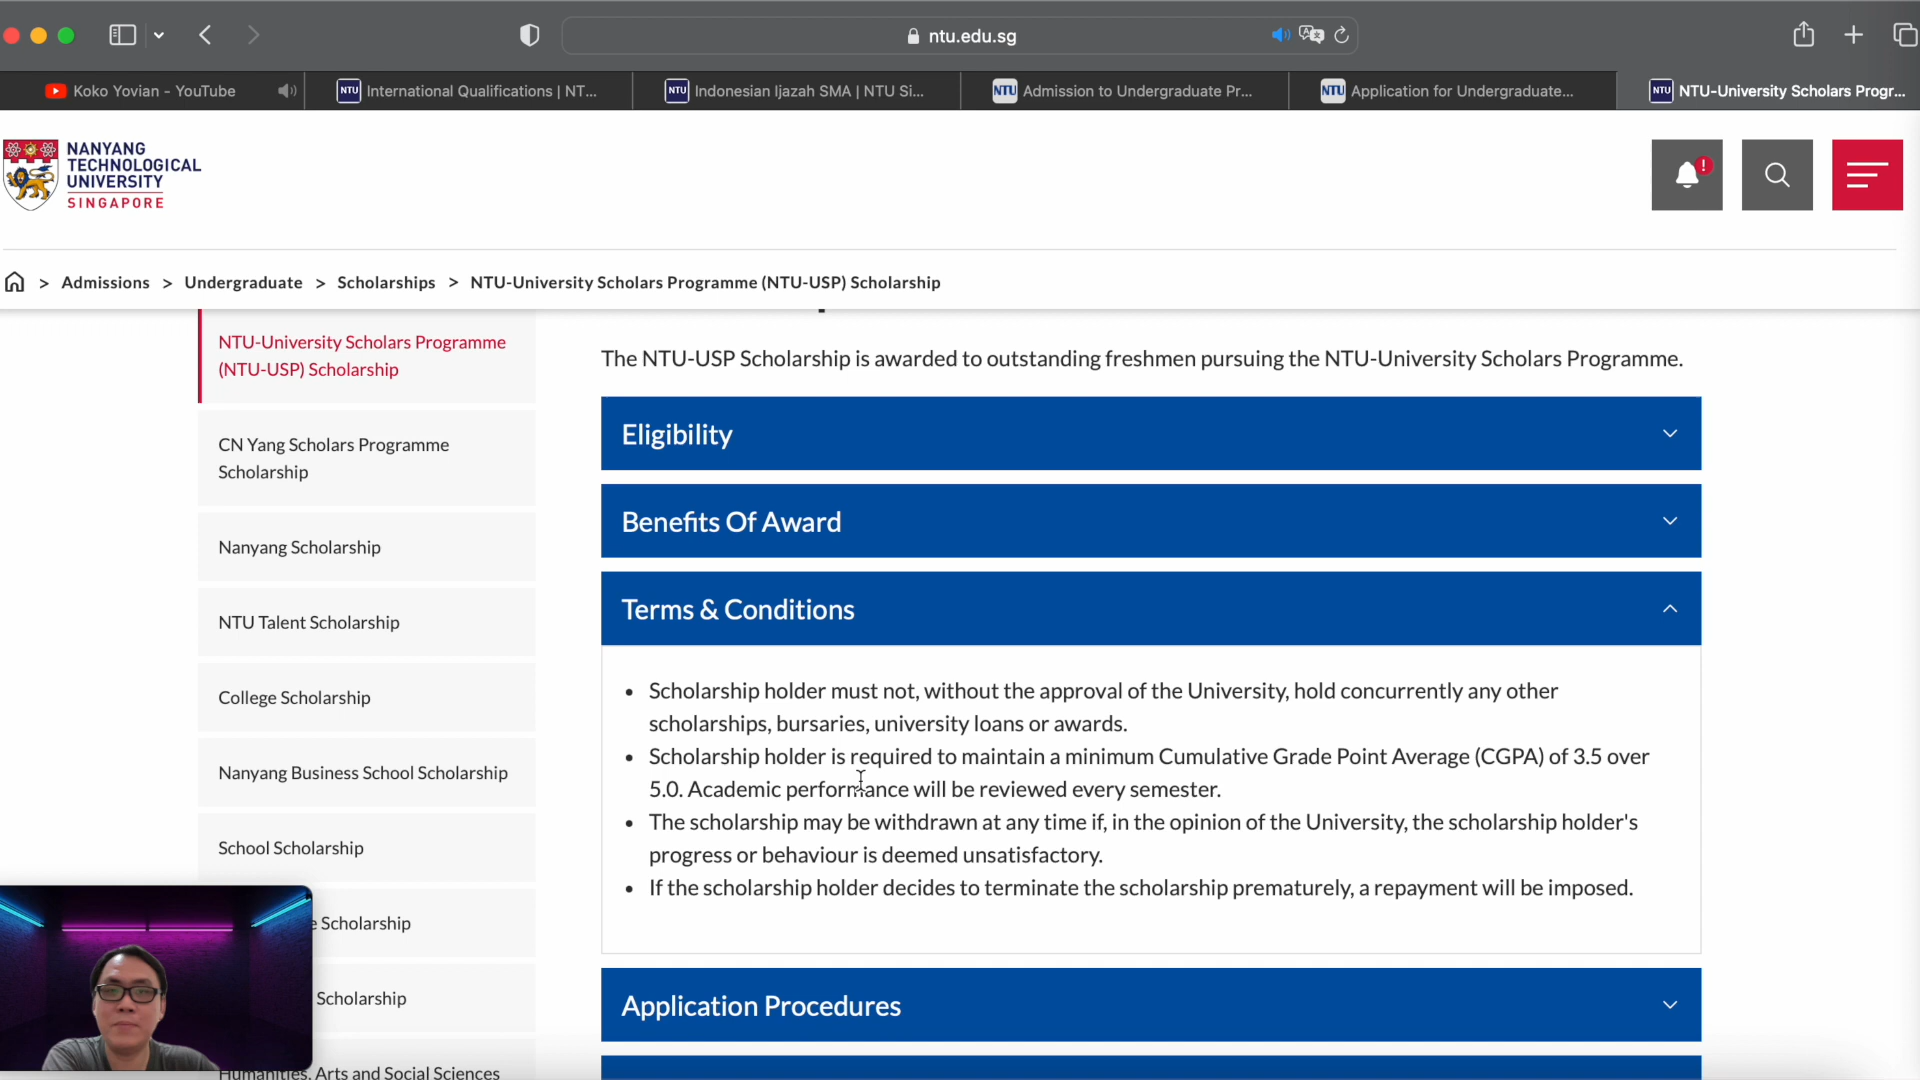 ntu.edu.sg
Koko Yovian - YouTube
NTU International Qualifications | NT...
NTU Indonesian Ijazah SMA | NTU Si...
NTU Admission to Undergraduate Pr...
NTU Application for Undergraduate...
NTU NTU-University Scholars Progr...
NANYANG
TECHNOLOGICAL
UNIVERSITY
SINGAPORE
> Admissions > Undergraduate > Scholarships > NTU-University Scholars Programme (NTU-USP) Scholarship
NTU-University Scholars Programme
(NTU-USP) Scholarship
CN Yang Scholars Programme
Scholarship
Nanyang Scholarship
NTU Talent Scholarship
College Scholarship
Nanyang Business School Scholarship
School Scholarship
e Scholarship
Scholarship
Humanities, Arts and Social Sciences
The NTU-USP Scholarship is awarded to outstanding freshmen pursuing the NTU-University Scholars Programme.
Eligibility
Benefits Of Award
Terms & Conditions
• Scholarship holder must not, without the approval of the University, hold concurrently any other
scholarships, bursaries, university loans or awards.
• Scholarship holder is required to maintain a minimum Cumulative Grade Point Average (CGPA) of 3.5 over
5.0. Academic performance will be reviewed every semester.
• The scholarship may be withdrawn at any time if, in the opinion of the University, the scholarship holder's
progress or behaviour is deemed unsatisfactory.
• If the scholarship holder decides to terminate the scholarship prematurely, a repayment will be imposed.
Application Procedures